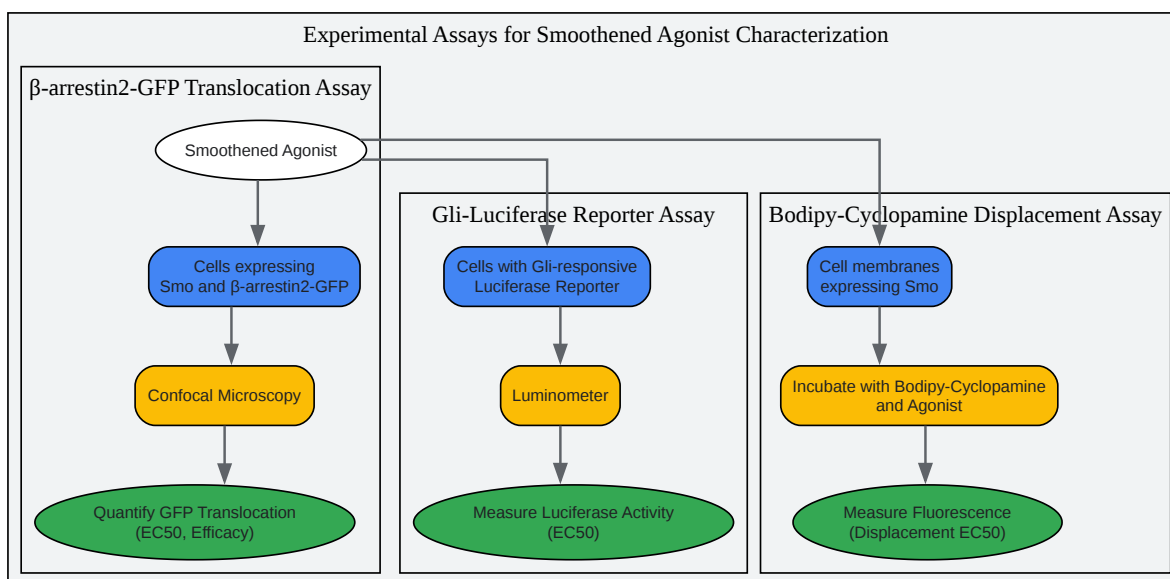 Experimental Assays for Smoothened Agonist Characterization
β-arrestin2-GFP Translocation Assay
Smoothened Agonist
Cells expressing
Smo and β-arrestin2-GFP
Confocal Microscopy
Quantify GFP Translocation
(EC50, Efficacy)
Gli-Luciferase Reporter Assay
Cells with Gli-responsive
Luciferase Reporter
Luminometer
Measure Luciferase Activity
(EC50)
Bodipy-Cyclopamine Displacement Assay
Cell membranes
expressing Smo
Incubate with Bodipy-Cyclopamine
and Agonist
Measure Fluorescence
(Displacement EC50)